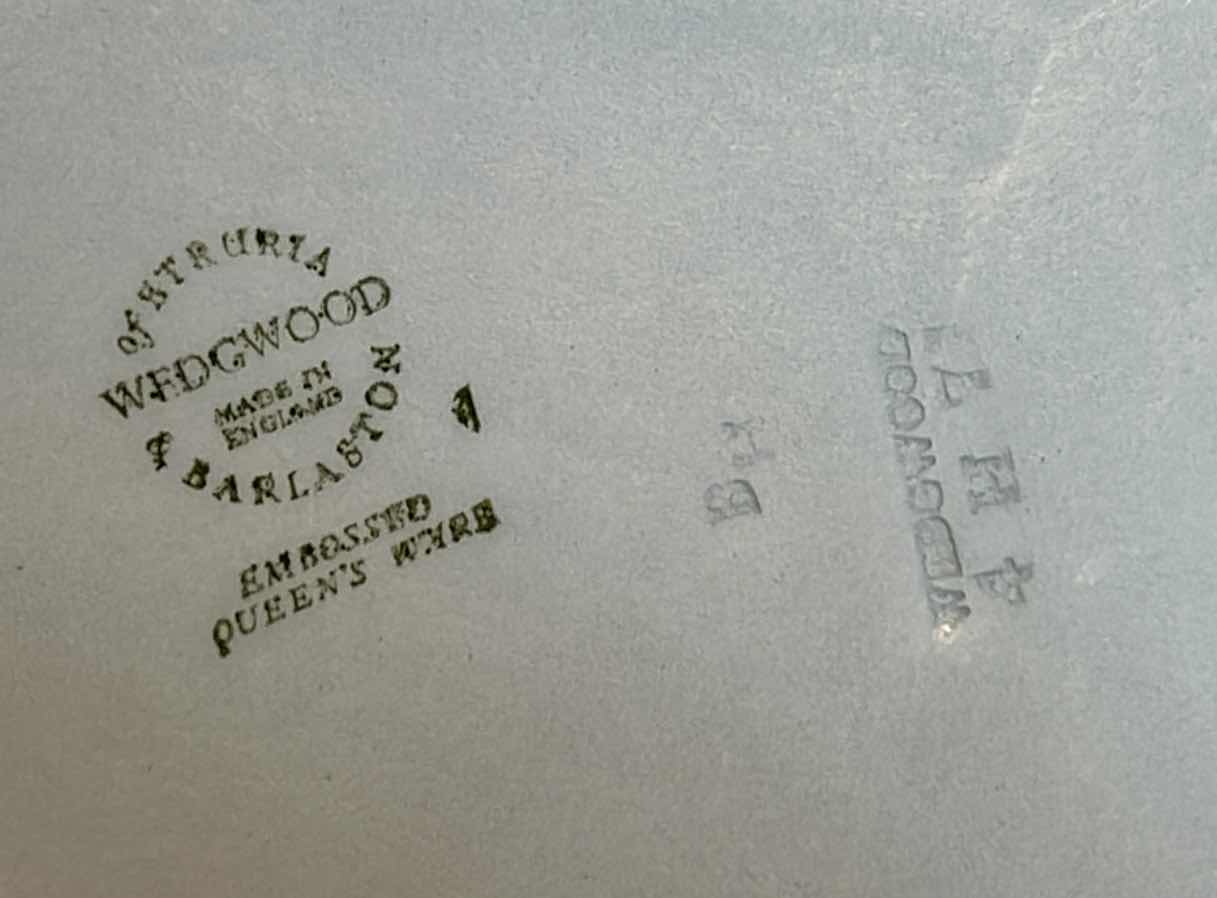 of ETRURIA
WEDGWOOD
MADE IN
ENGLAND
& BARLASTON
EMBOSSED
QUEEN'S WARE
WEDGWOOD